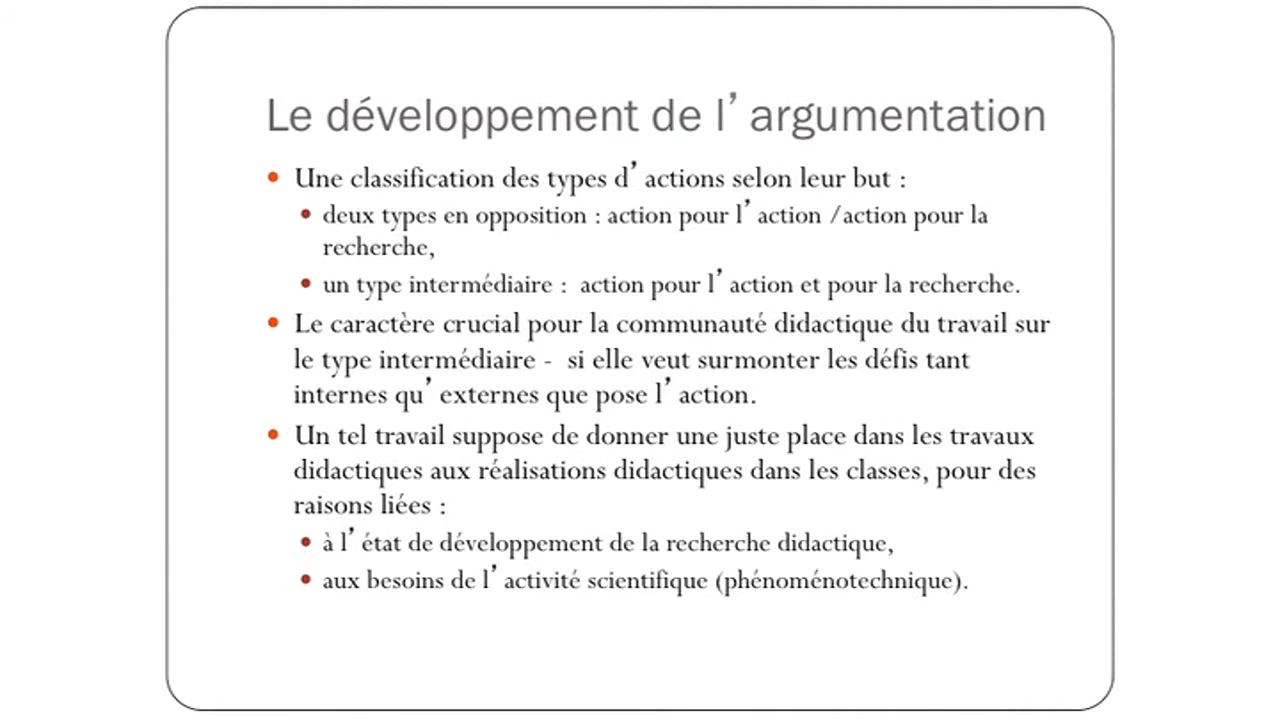 Le développement de l’ argumentation
• Une classification des types d’ actions selon leur but :
• deux types en opposition : action pour l’ action /action pour la
recherche,
• un type intermédiaire : action pour l’ action et pour la recherche.
• Le caractère crucial pour la communauté didactique du travail sur
le type intermédiaire - si elle veut surmonter les défis tant
internes qu’ externes que pose l’ action.
• Un tel travail suppose de donner une juste place dans les travaux
didactiques aux réalisations didactiques dans les classes, pour des
raisons liées :
• à l’ état de développement de la recherche didactique,
• aux besoins de l’ activité scientifique (phénoménotechnique).